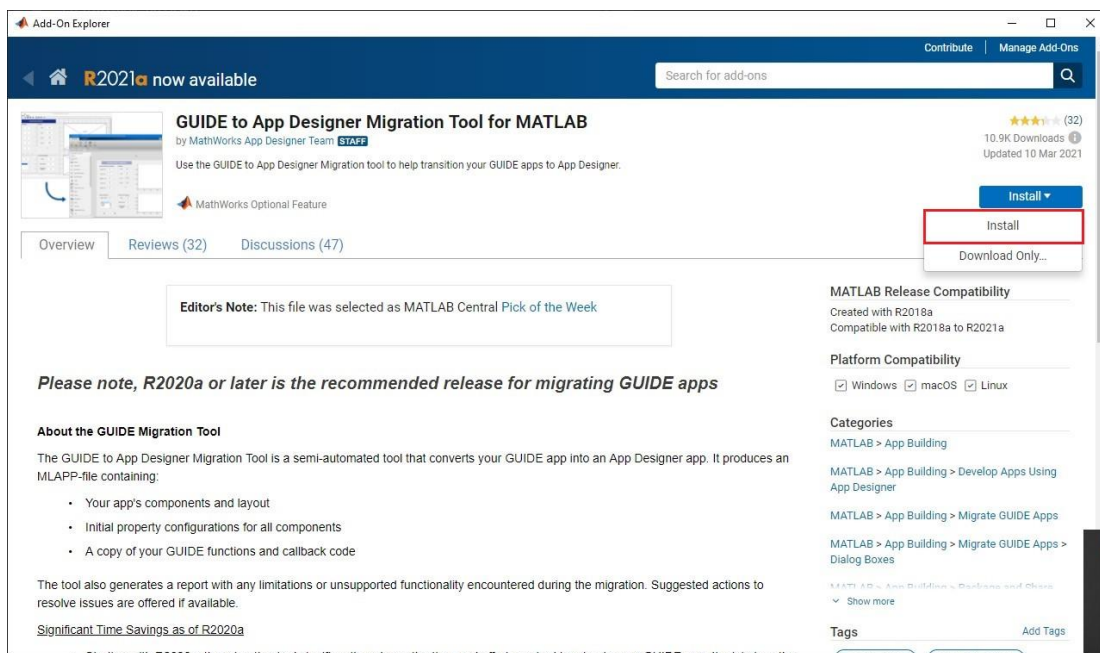 Add-On Explorer
Contribute | Manage Add-Ons
R2021a now available
Search for add-ons
GUIDE to App Designer Migration Tool for MATLAB
by MathWorks App Designer Team STAFF
Use the GUIDE to App Designer Migration tool to help transition your GUIDE apps to App Designer.
MathWorks Optional Feature
(32)
10.9K Downloads
Updated 10 Mar 2021
Install
Install
Download Only...
Overview
Reviews (32)
Discussions (47)
Editor's Note: This file was selected as MATLAB Central Pick of the Week
Please note, R2020a or later is the recommended release for migrating GUIDE apps
About the GUIDE Migration Tool
The GUIDE to App Designer Migration Tool is a semi-automated tool that converts your GUIDE app into an App Designer app. It produces an
MLAPP-file containing:
• Your app's components and layout
• Initial property configurations for all components
• A copy of your GUIDE functions and callback code
The tool also generates a report with any limitations or unsupported functionality encountered during the migration. Suggested actions to
resolve issues are offered if available.
Significant Time Savings as of R2020a
MATLAB Release Compatibility
Created with R2018a
Compatible with R2018a to R2021a
Platform Compatibility
Windows
macOS
Linux
Categories
MATLAB > App Building
MATLAB > App Building > Develop Apps Using
App Designer
MATLAB > App Building > Migrate GUIDE Apps
MATLAB > App Building > Migrate GUIDE Apps >
Dialog Boxes
MATLAB > App Building > Package and Share
Show more
Tags
Add Tags